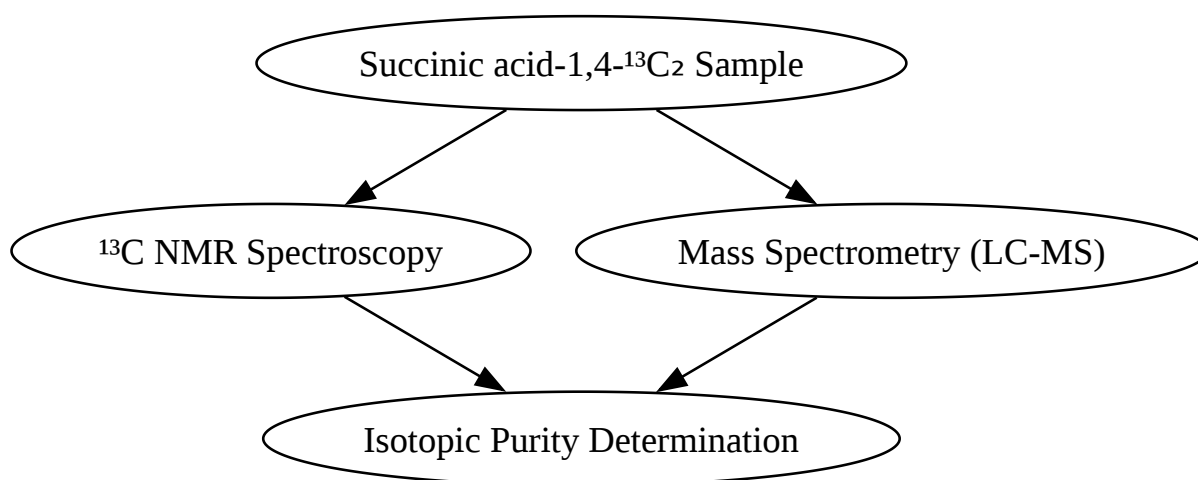 Succinic acid-1,4-¹³C₂ Sample
¹³C NMR Spectroscopy
Mass Spectrometry (LC-MS)
Isotopic Purity Determination